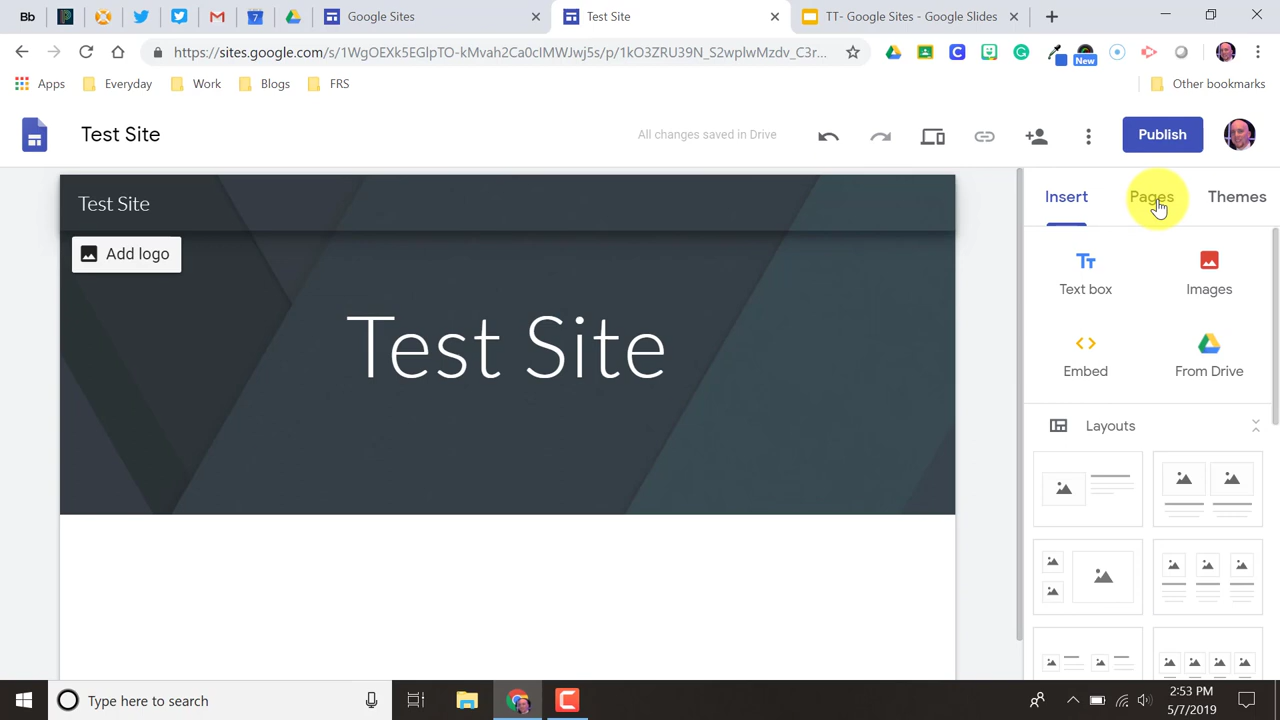 Bb
7
Google Sites
Test Site
TT- Google Sites - Google Slides
https://sites.google.com/s/1WgOEXk5EGlpTO-kMvah2Ca0cIMWJwj5s/p/1kO3ZRU39N_S2wplwMzdv_C3r...
New
Apps
Everyday
Work
Blogs
FRS
Other bookmarks
Test Site
All changes saved in Drive
Publish
Test Site
Insert
Pages
Themes
Add logo
Tт
Text box
Images
Test Site
Embed
From Drive
Layouts
Type here to search
2:53 PM
5/7/2019